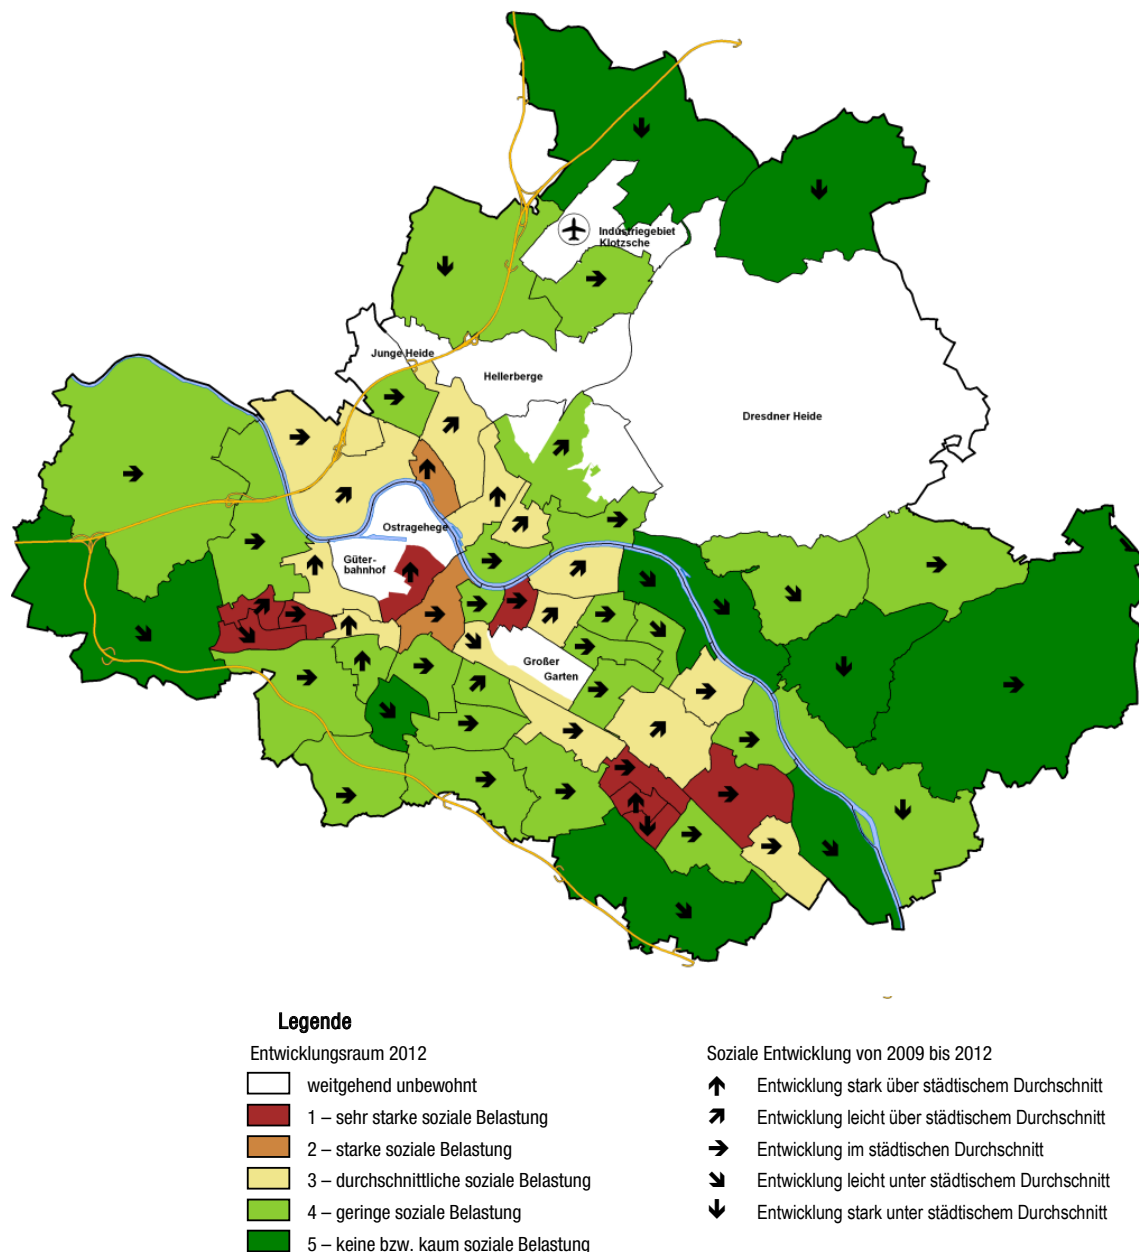 Industriegebiet
Klotzsche
Junge Heide
Hellerberge
Dresdner Heide
Ostragehege
Güter-
bahnhof
Großer
Garten
Legende
Entwicklungsraum 2012
weitgehend unbewohnt
1 – sehr starke soziale Belastung
2 – starke soziale Belastung
3 – durchschnittliche soziale Belastung
4 – geringe soziale Belastung
5 – keine bzw. kaum soziale Belastung
Soziale Entwicklung von 2009 bis 2012
Entwicklung stark über städtischem Durchschnitt
Entwicklung leicht über städtischem Durchschnitt
Entwicklung im städtischen Durchschnitt
Entwicklung leicht unter städtischem Durchschnitt
Entwicklung stark unter städtischem Durchschnitt